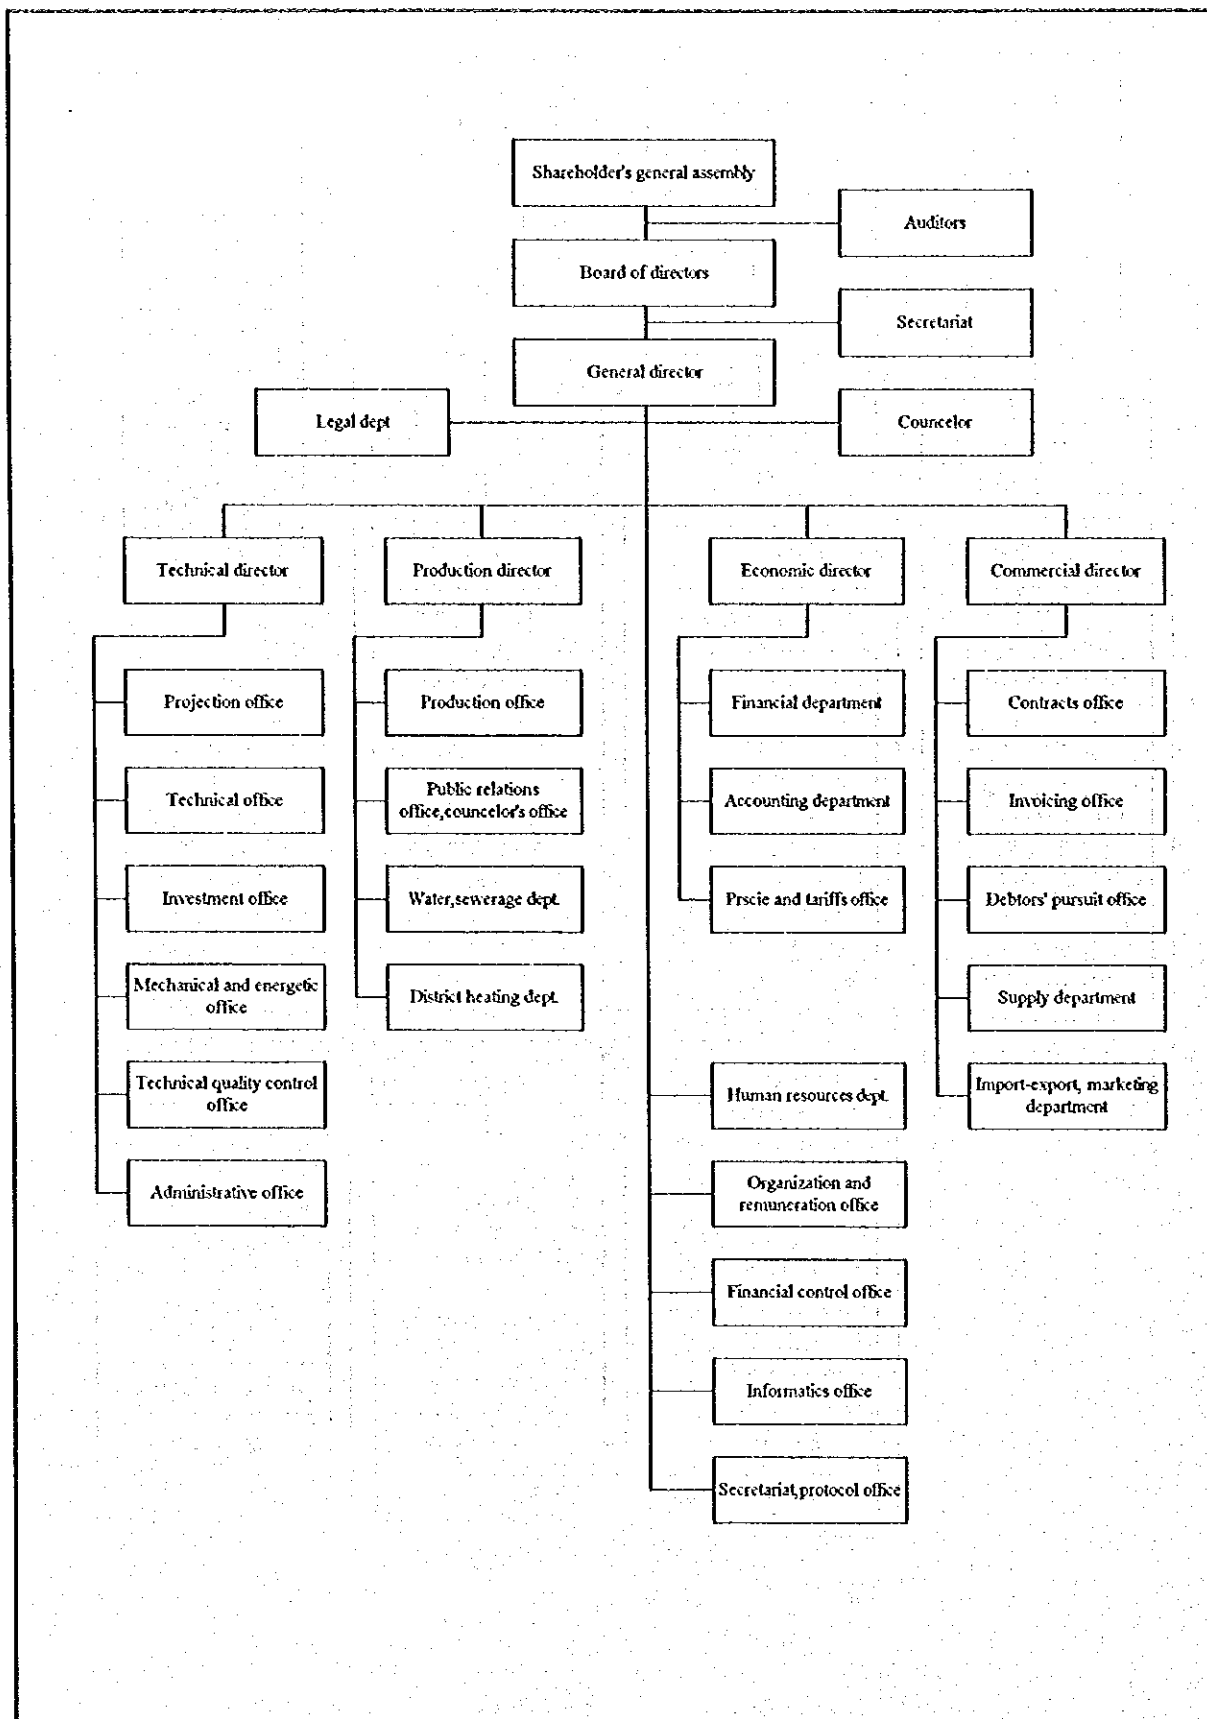 Shareholder's general assembly
Auditors
Board of directors
Secretariat
General director
Legal dept
Councelor
Technical director
Production director
Economic director
Commercial director
Projection office
Production office
Financial department
Contracts office
Technical office
Public relations
office,councelor's office
Accounting department
Invoicing office
Investment office
Water,sewerage dept.
Prscie and tariffs office
Debtors' pursuit office
Mechanical and energetic
office
District heating dept.
Supply department
Technical quality control
office
Human resources dept.
Import-export, marketing
department
Administrative office
Organization and
remuneration office
Financial control office
Informatics office
Secretariat,protocol office